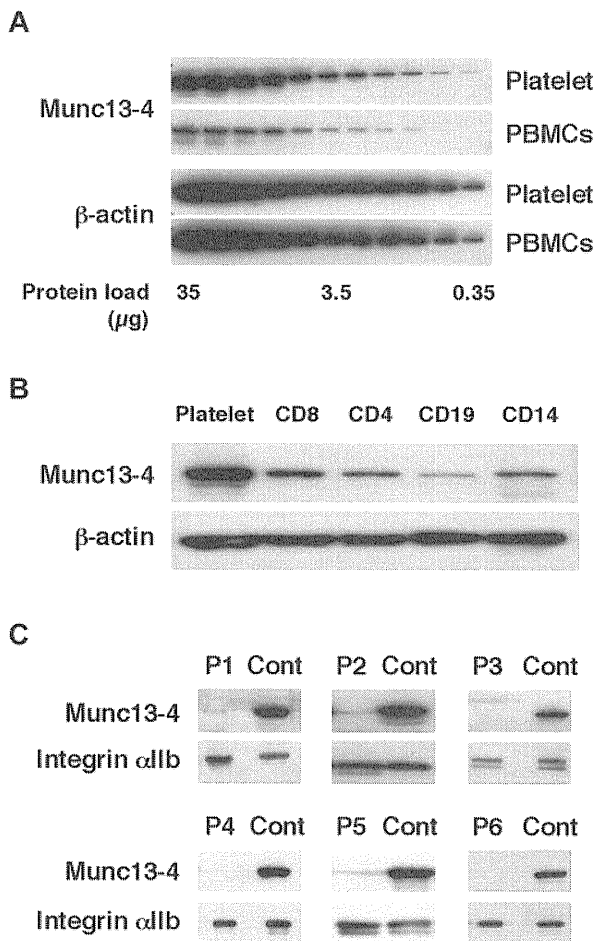 A
Munc13-4
Platelet
PBMCs
β-actin
Platelet
PBMCs
Protein load (µg)
35 3.5 0.35
B
Platelet CD8 CD4 CD19 CD14
Munc13-4
β-actin
C
P1 Cont P2 Cont P3 Cont
Munc13-4
Integrin αIIb
P4 Cont P5 Cont P6 Cont
Munc13-4
Integrin αIIb